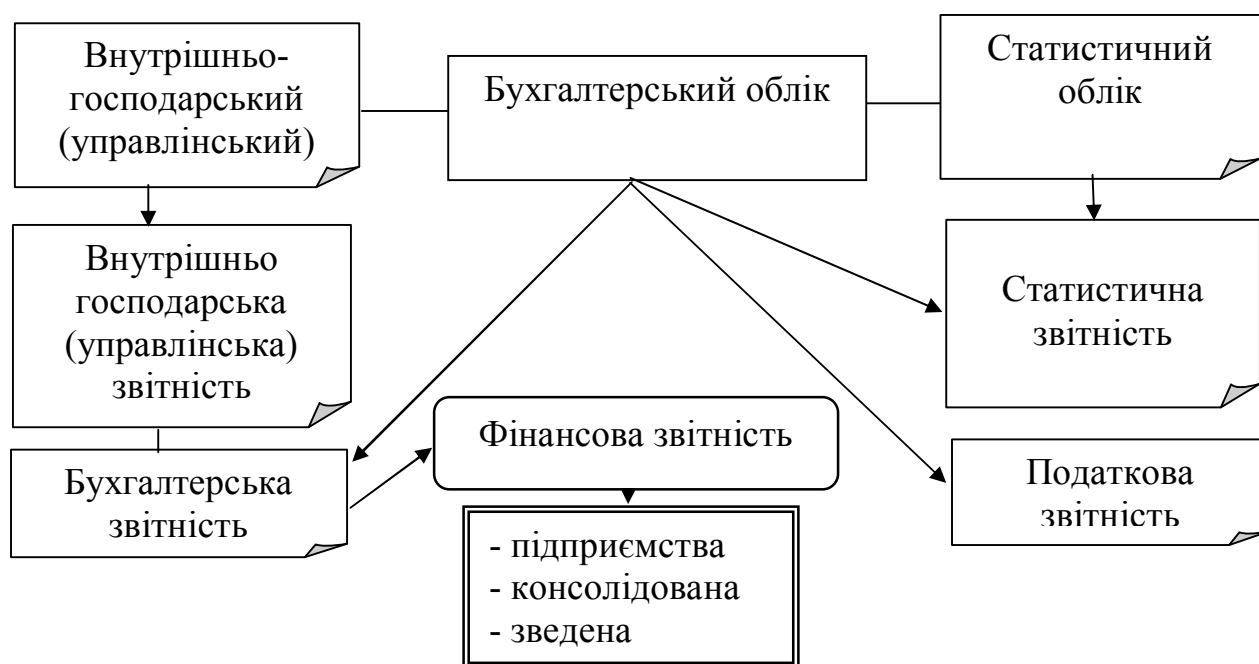 Внутрішньо-
господарський
(управлінський)
Бухгалтерський облік
Статистичний
облік
Внутрішньо
господарська
(управлінська)
звітність
Статистична
звітність
Бухгалтерська
звітність
Фінансова звітність
Податкова
звітність
- підприємства
- консолідована
- зведена